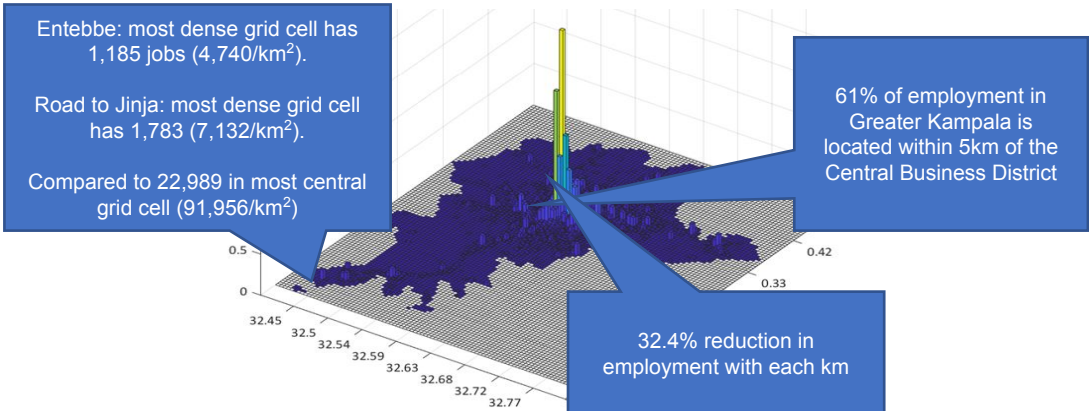 Entebbe: most dense grid cell has
1,185 jobs (4,740/km²).
Road to Jinja: most dense grid cell
has 1,783 (7,132/km²).
Compared to 22,989 in most central
grid cell (91,956/km²)
61% of employment in
Greater Kampala is
located within 5km of the
Central Business District
32.4% reduction in
employment with each km
0.5
0
32.45
32.5
32.54
32.59
32.63
32.68
32.72
32.77
0.33
0.42